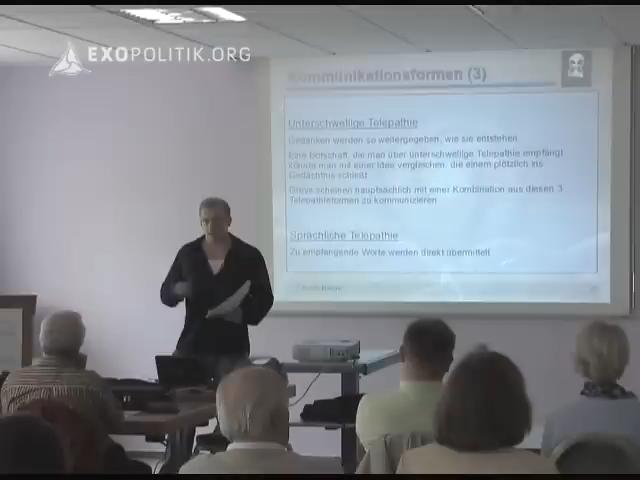 EXOPOLITIK.ORG
Kommunikationsformen (3)
Unterschwellige Telepathie
Gedanken werden so weitergegeben, wie sie entstehen
Eine Botschaft, die man über unterschwellige Telepathie empfängt
könnte man mit einer Idee vergleichen, die einem plötzlich ins
Gedächtnis schießt
Greys scheinen hauptsächlich mit einer Kombination aus diesen 3
Telepathieformen zu kommunizieren
Sprachliche Telepathie
Zu empfangende Worte werden direkt übermittelt